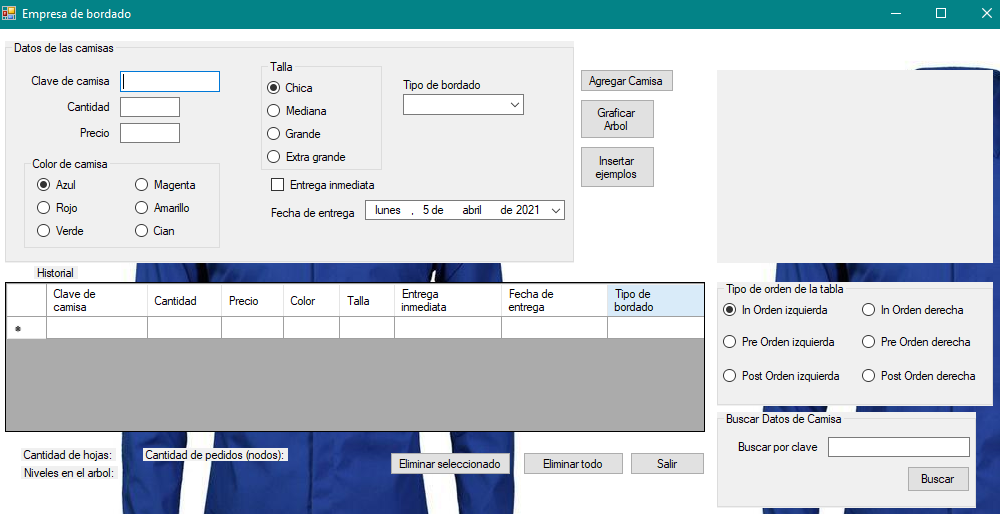 Empresa de bordado
Datos de las camisas
Clave de camisa
Cantidad
Precio
Color de camisa
Azul
Magenta
Rojo
Amarillo
Verde
Cian
Talla
Chica
Mediana
Grande
Extra grande
Tipo de bordado
Entrega inmediata
Fecha de entrega
lunes , 5 de abril de 2021
Agregar Camisa
Graficar
Arbol
Insertar
ejemplos
Historial
Clave de
camisa
Cantidad
Precio
Color
Talla
Entrega
inmediata
Fecha de
entrega
Tipo de
bordado
Tipo de orden de la tabla
In Orden izquierda
In Orden derecha
Pre Orden izquierda
Pre Orden derecha
Post Orden izquierda
Post Orden derecha
Buscar Datos de Camisa
Buscar por clave
Buscar
Cantidad de hojas:
Cantidad de pedidos (nodos):
Niveles en el arbol:
Eliminar seleccionado
Eliminar todo
Salir